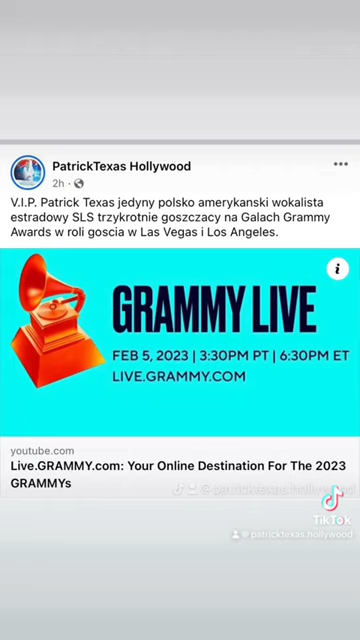 PatrickTexas Hollywood
2h
V.I.P. Patrick Texas jedyny polsko amerykanski wokalista
estradowy SLS trzykrotnie goszczacy na Galach Grammy
Awards w roli goscia w Las Vegas i Los Angeles.
GRAMMY LIVE
FEB 5, 2023 | 3:30PM PT | 6:30PM ET
LIVE.GRAMMY.COM
youtube.com
Live.GRAMMY.com: Your Online Destination For The 2023
GRAMMYs
@patricktexas.hollywood
TikTok
@patricktexas.hollywood